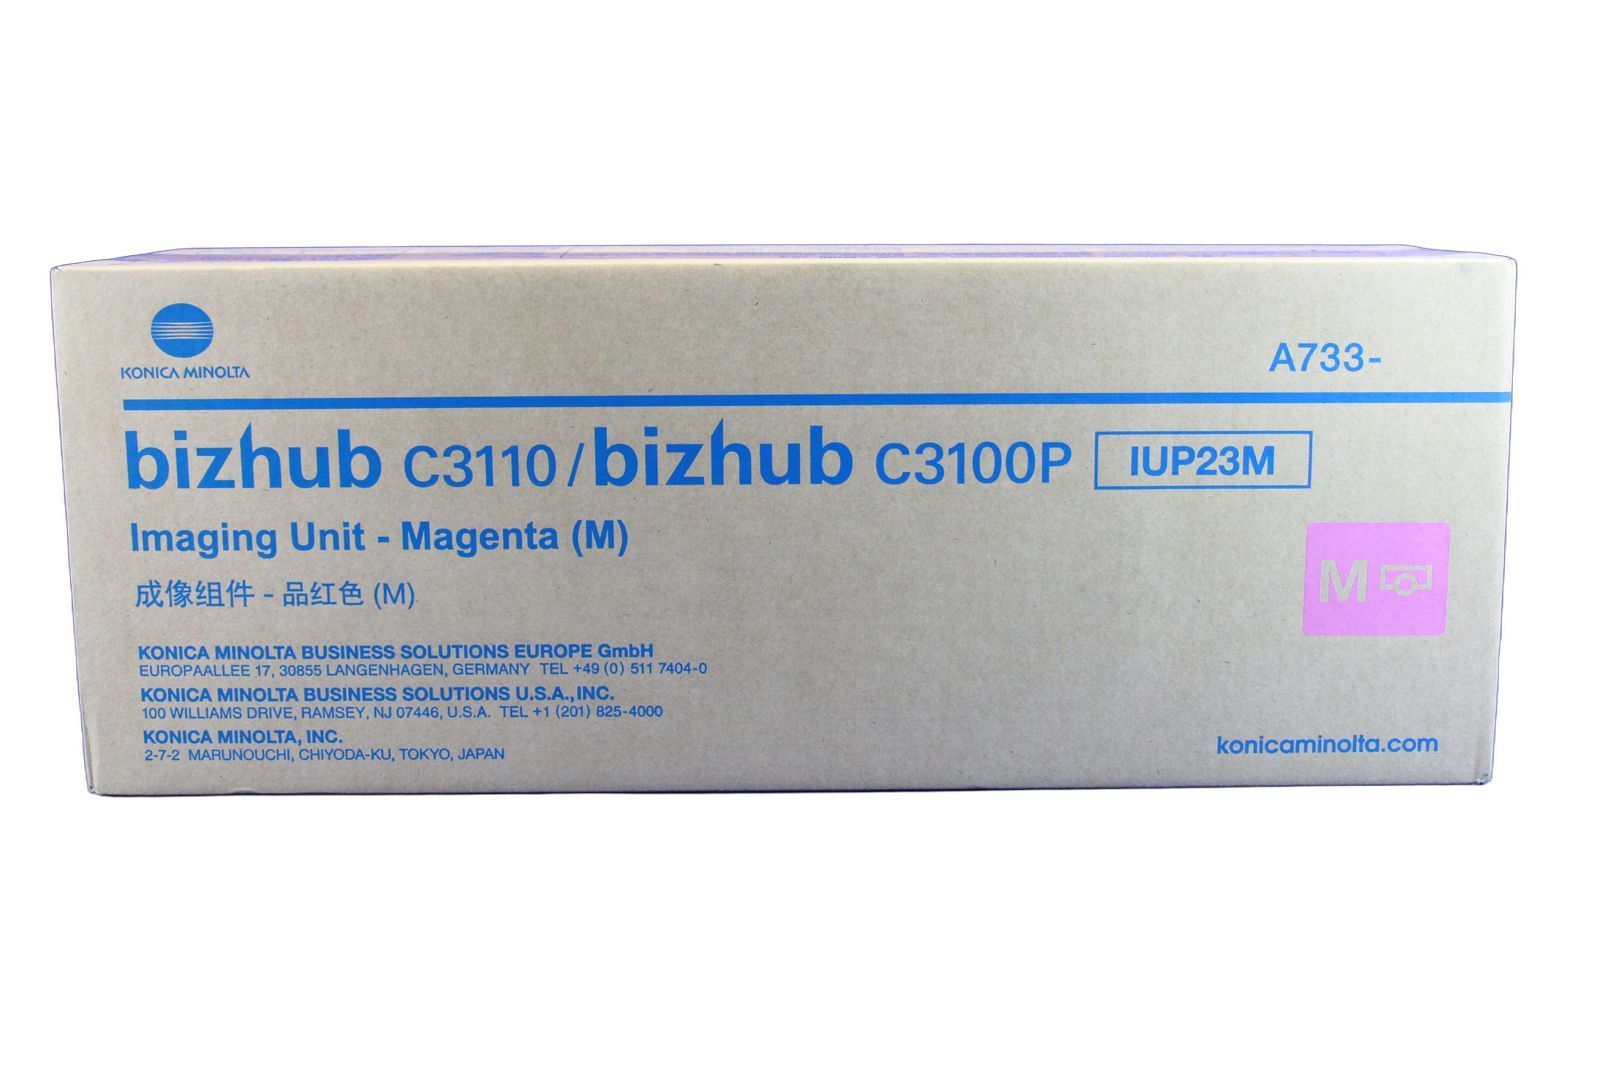 KONICA MINOLTA
A733-
bizhub C3110 / bizhub C3100P IUP23M
Imaging Unit - Magenta (M)
成像组件 - 品红色 (M)
M
KONICA MINOLTA BUSINESS SOLUTIONS EUROPE GmbH
EUROPAALLEE 17, 30855 LANGENHAGEN, GERMANY TEL +49 (0) 511 7404-0
KONICA MINOLTA BUSINESS SOLUTIONS U.S.A., INC.
100 WILLIAMS DRIVE, RAMSEY, NJ 07446, U.S.A. TEL +1 (201) 825-4000
KONICA MINOLTA, INC.
2-7-2 MARUNOUCHI, CHIYODA-KU, TOKYO, JAPAN
konicaminolta.com